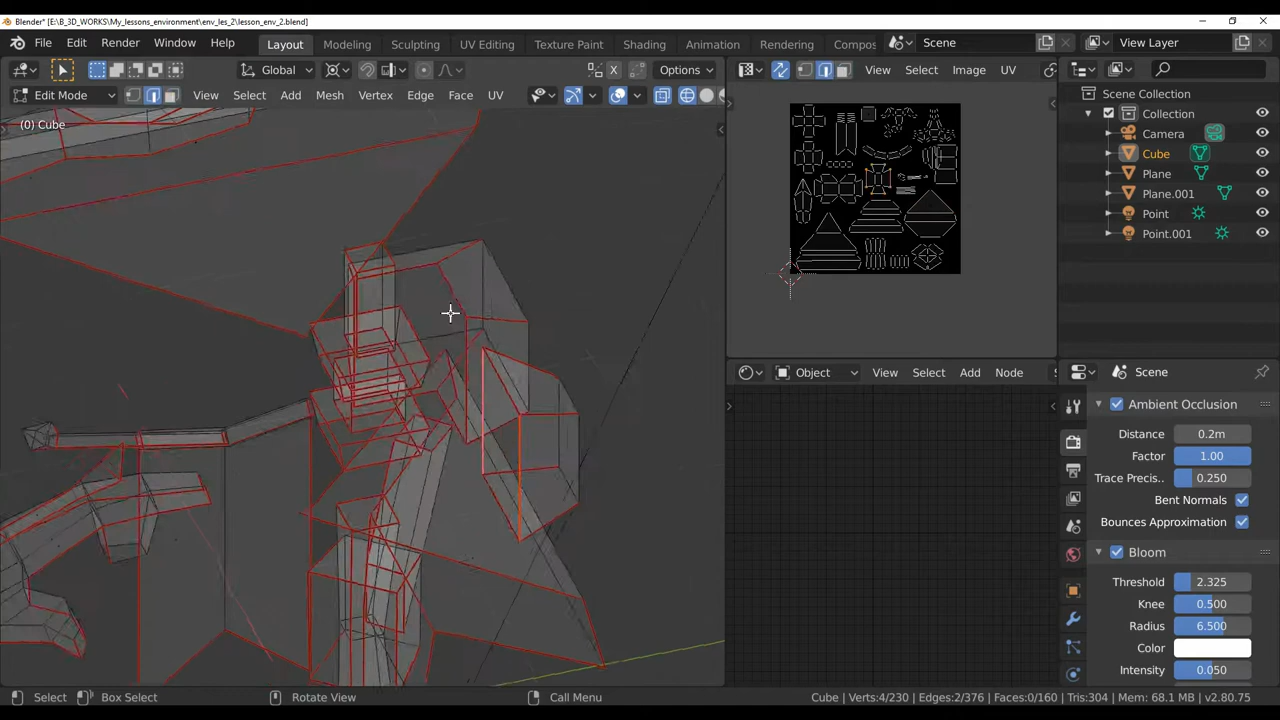 Blender* [E:\B_3D_WORKS\My_lessons_environment\env_les_2\lesson_env_2.blend]
File Edit Render Window Help Layout Modeling Sculpting UV Editing Texture Paint Shading Animation Rendering Compos Scene View Layer
Global X Options View Select Image UV
Edit Mode View Select Add Mesh Vertex Edge Face UV
Scene Collection
(0) Cube
Collection
Camera
Cube
Plane
Plane.001
Point
Point.001
Object View Select Add Node Scene
Ambient Occlusion
Distance 0.2m
Factor 1.00
Trace Precis.. 0.250
Bent Normals
Bounces Approximation
Bloom
Threshold 2.325
Knee 0.500
Radius 6.500
Color
Intensity 0.050
Select Box Select Rotate View Call Menu Cube | Verts:4/230 | Edges:2/376 | Faces:0/160 | Tris:304 | Mem: 68.1 MB | v2.80.75